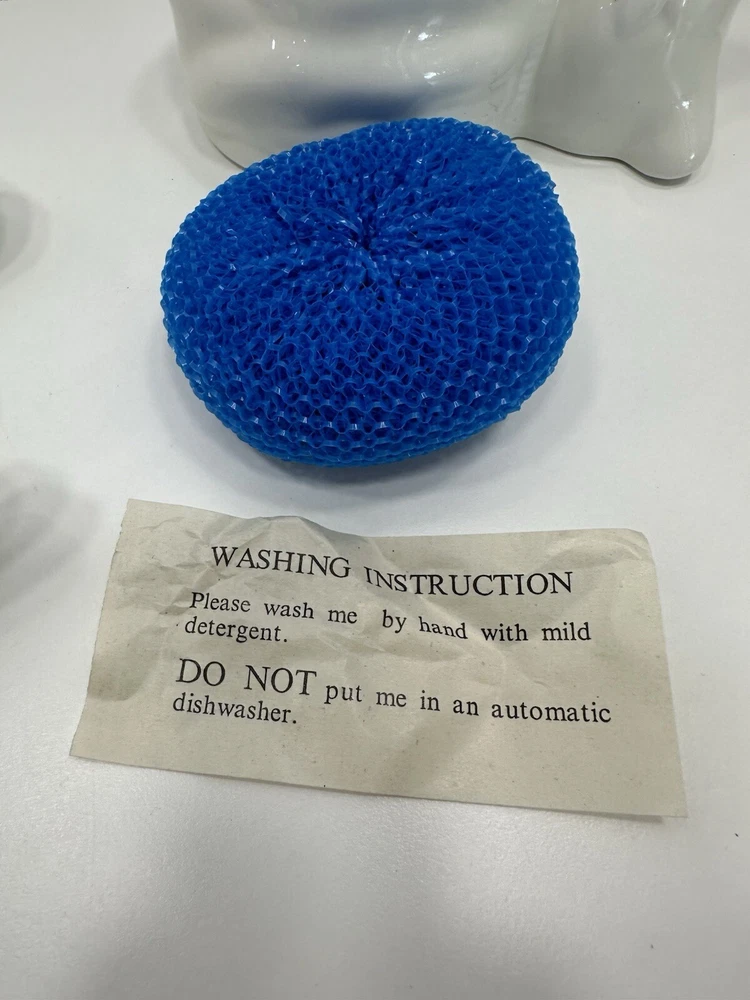 WASHING INSTRUCTION
Please wash me by hand with mild
detergent.
DO NOT put me in an automatic
dishwasher.